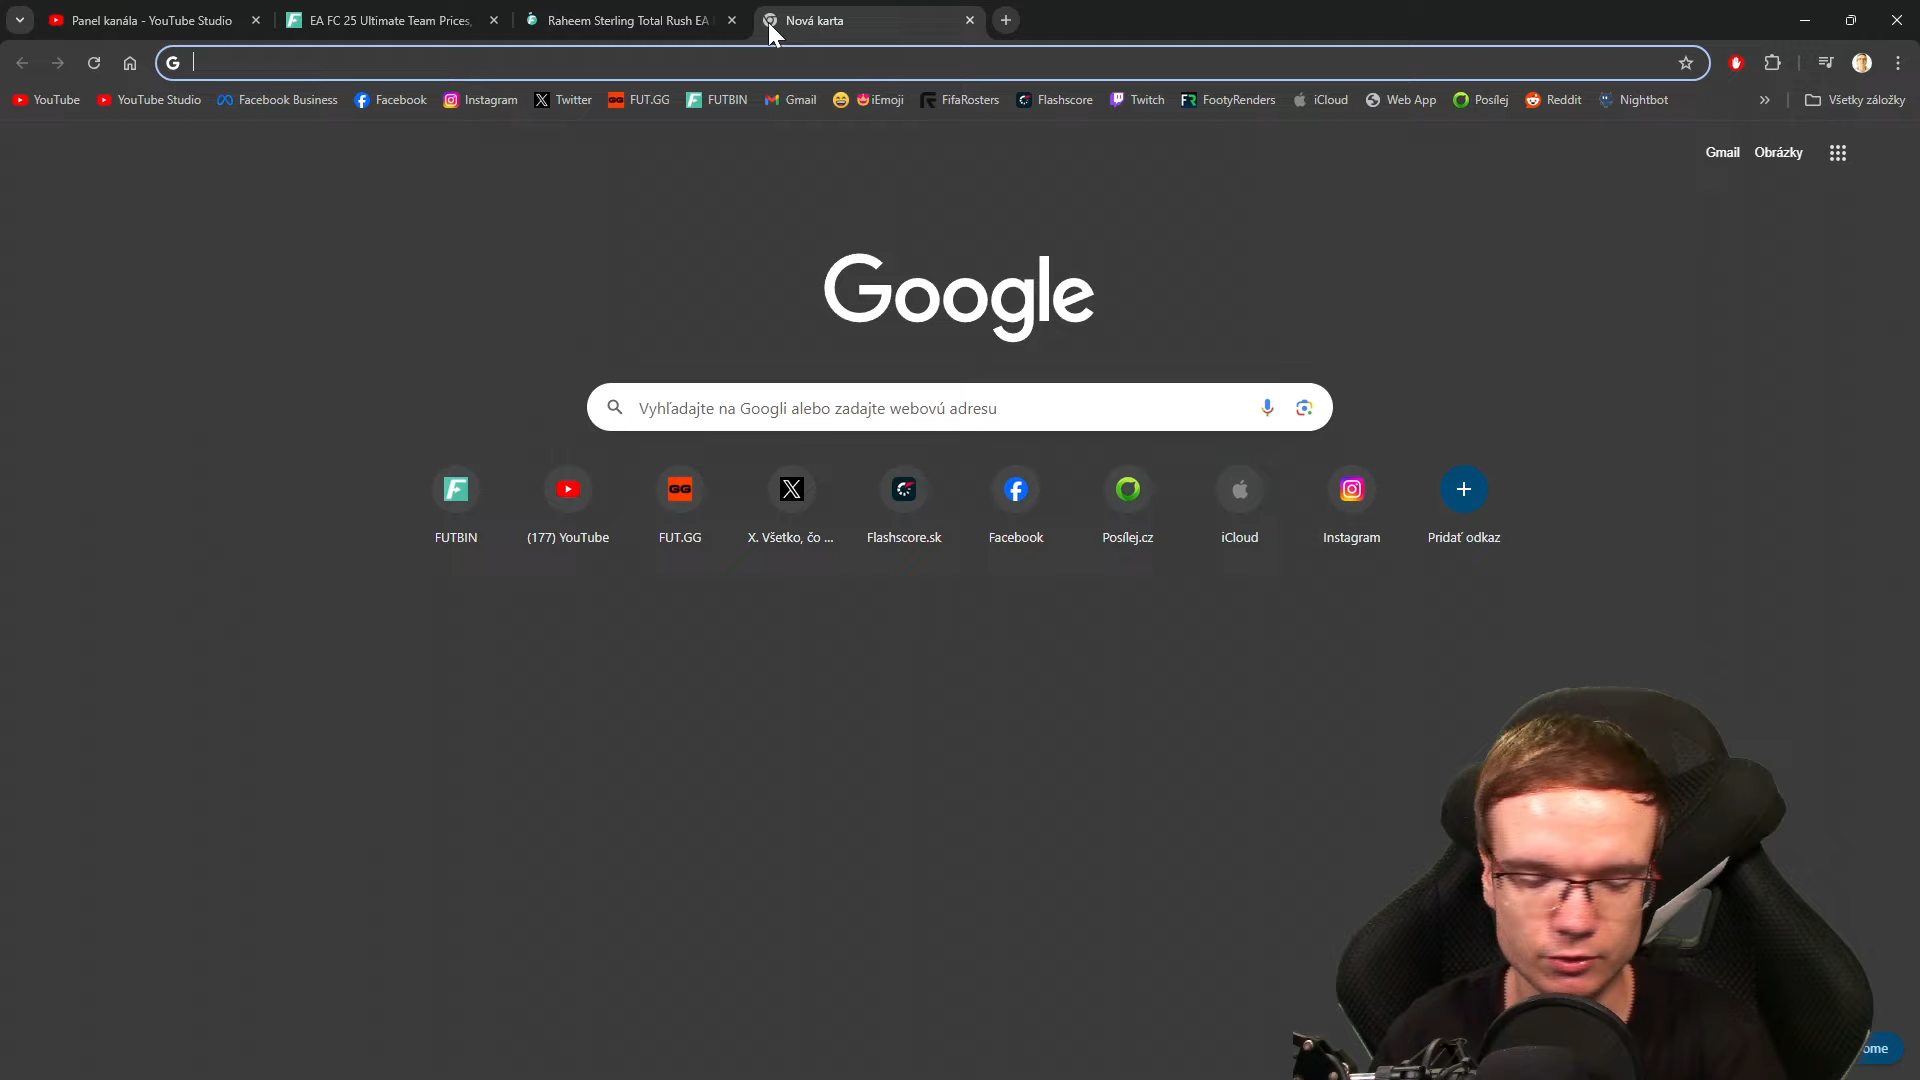 Panel kanála - YouTube Studio
EA FC 25 Ultimate Team Prices,
Raheem Sterling Total Rush EA
Nová karta
YouTube
YouTube Studio
Facebook Business
Facebook
Instagram
Twitter
FUT.GG
FUTBIN
Gmail
iEmoji
FifaRosters
Flashscore
Twitch
FootyRenders
iCloud
Web App
Posílej
Reddit
Nightbot
Všetky záložky
Gmail
Obrázky
Google
Vyhľadajte na Googli alebo zadajte webovú adresu
FUTBIN
(177) YouTube
FUT.GG
X. Všetko, čo ...
Flashscore.sk
Facebook
Posílej.cz
iCloud
Instagram
Pridať odkaz
ome